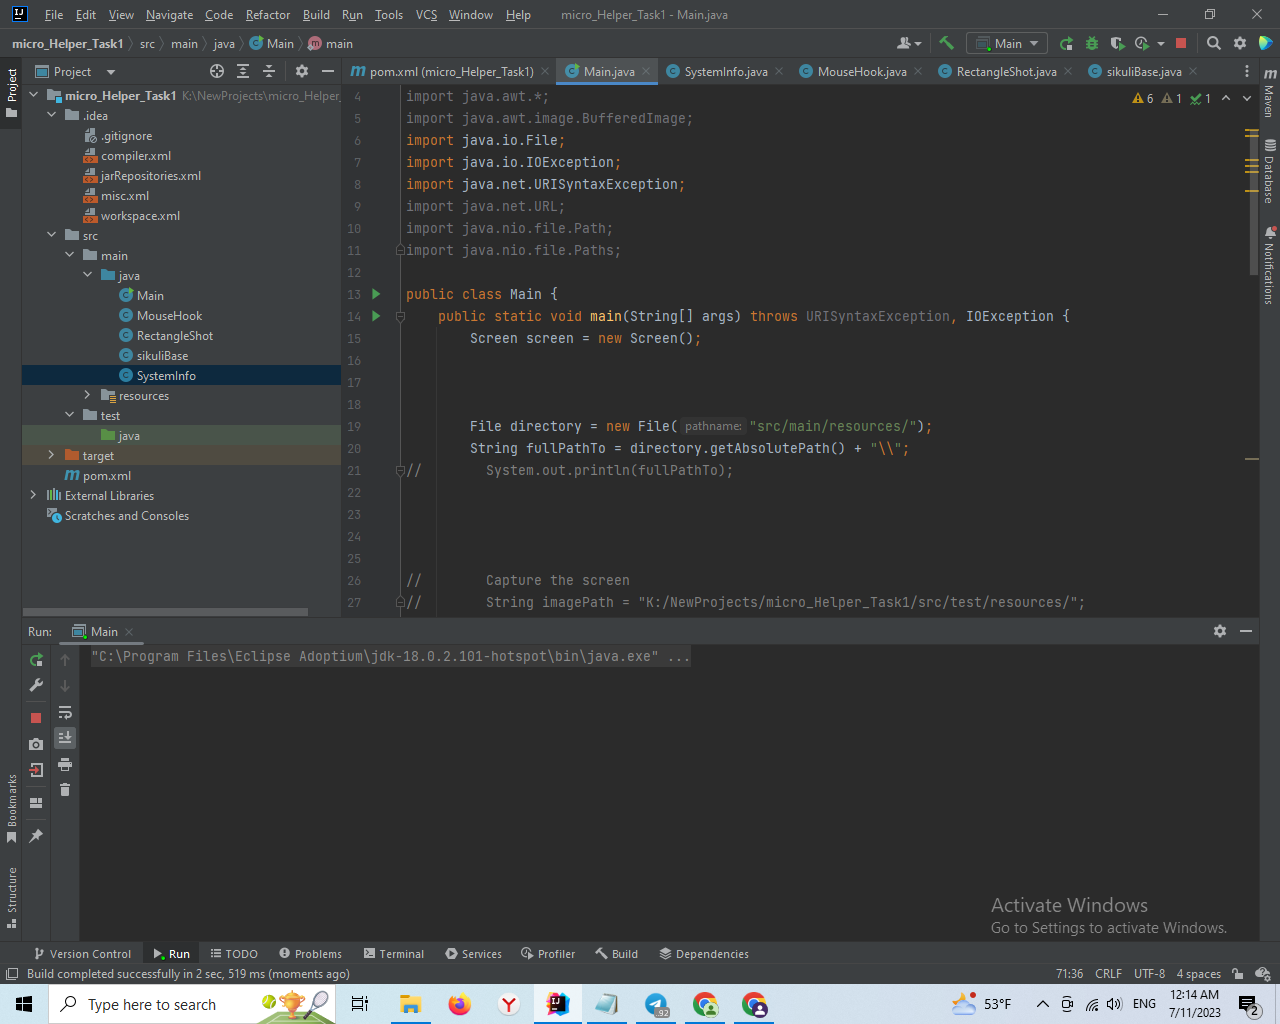 File Edit View Navigate Code Refactor Build Run Tools VCS Window Help micro_Helper_Task1 - Main.java
micro_Helper_Task1 src main java Main main
Main
Project
pom.xml (micro_Helper_Task1) Main.java SystemInfo.java MouseHook.java RectangleShot.java sikuliBase.java
Project
Maven
Database
Notifications
micro_Helper_Task1 K:\NewProjects\micro_Helper_
.idea
.gitignore
compiler.xml
jarRepositories.xml
misc.xml
workspace.xml
src
main
java
Main
MouseHook
RectangleShot
sikuliBase
SystemInfo
resources
test
java
target
pom.xml
External Libraries
Scratches and Consoles
6 1 1
4 import java.awt.*;
5 import java.awt.image.BufferedImage;
6 import java.io.File;
7 import java.io.IOException;
8 import java.net.URISyntaxException;
9 import java.net.URL;
10 import java.nio.file.Path;
11 import java.nio.file.Paths;
12
13 public class Main {
14 public static void main(String[] args) throws URISyntaxException, IOException {
15 Screen screen = new Screen();
16
17
18
19 File directory = new File( pathname: "src/main/resources/");
20 String fullPathTo = directory.getAbsolutePath() + "\\";
21 // System.out.println(fullPathTo);
22
23
24
25
26 // Capture the screen
27 // String imagePath = "K:/NewProjects/micro_Helper_Task1/src/test/resources/";
Run: Main
"C:\Program Files\Eclipse Adoptium\jdk-18.0.2.101-hotspot\bin\java.exe" ...
Bookmarks
Structure
Activate Windows
Go to Settings to activate Windows.
Version Control Run TODO Problems Terminal Services Profiler Build Dependencies
Build completed successfully in 2 sec, 519 ms (moments ago) 71:36 CRLF UTF-8 4 spaces
Type here to search
.92
53°F
ENG
12:14 AM
7/11/2023
2